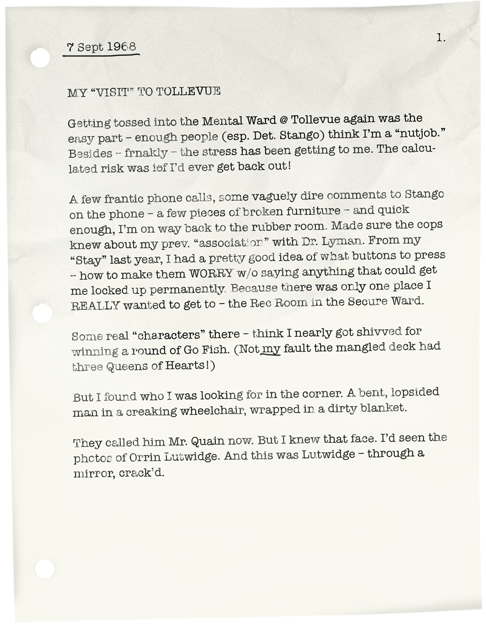 1.
7 Sept 1968
MY “VISIT” TO TOLLEVUE
Getting tossed into the Mental Ward @ Tollevue again was the
easy part – enough people (esp. Det. Stango) think I’m a “nutjob.”
Besides – frnakly – the stress has been getting to me. The calcu-
lated risk was iof I’d ever get back out!
A few frantic phone calls, some vaguely dire comments to Stango
on the phone – a few pieces of broken furniture – and quick
enough, I’m on way back to the rubber room. Made sure the cops
knew about my prev. “association” with Dr. Lyman. From my
“Stay” last year, I had a pretty good idea of what buttons to press
– how to make them WORRY w/o saying anything that could get
me locked up permanently. Because there was only one place I
REALLY wanted to get to – the Rec Room in the Secure Ward.
Some real “characters” there – think I nearly got shivved for
winning a round of Go Fish. (Not my fault the mangled deck had
three Queens of Hearts!)
But I found who I was looking for in the corner. A bent, lopsided
man in a creaking wheelchair, wrapped in a dirty blanket.
They called him Mr. Quain now. But I knew that face. I’d seen the
photos of Orrin Lutwidge. And this was Lutwidge – through a
mirror, crack’d.